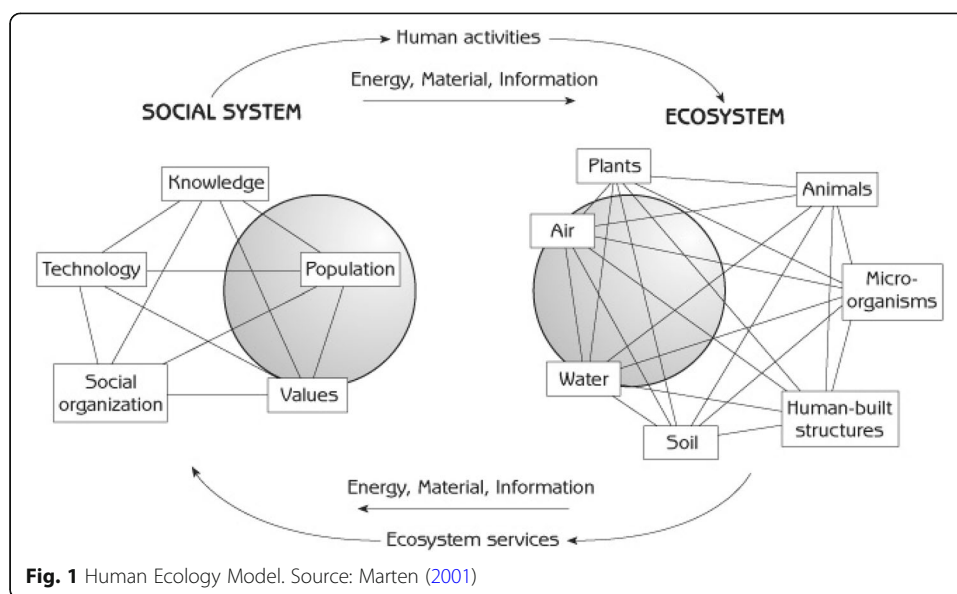 Human activities
Energy, Material, Information
SOCIAL SYSTEM
ECOSYSTEM
Knowledge
Technology
Population
Social
organization
Values
Plants
Animals
Air
Micro-
organisms
Water
Human-built
structures
Soil
Energy, Material, Information
Ecosystem services
Fig. 1 Human Ecology Model. Source: Marten (2001)